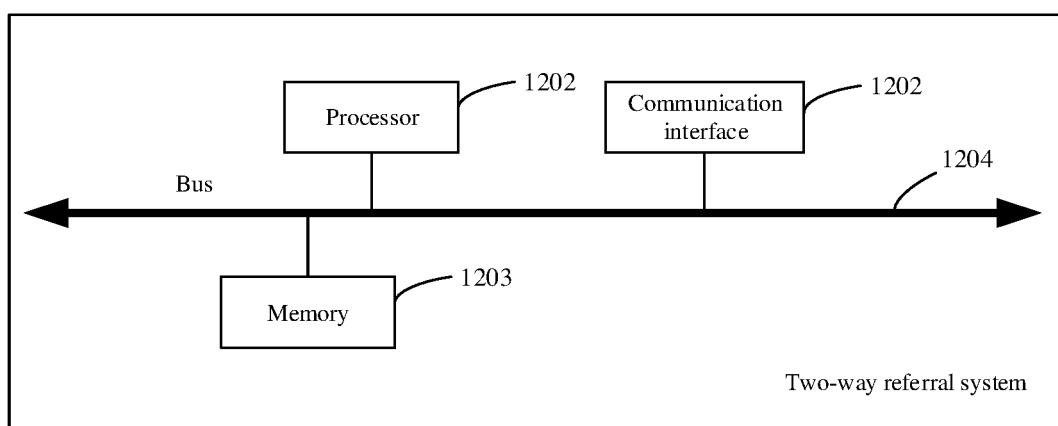 Processor
1202
Communication
interface
1202
Bus
1204
Memory
1203
Two-way referral system